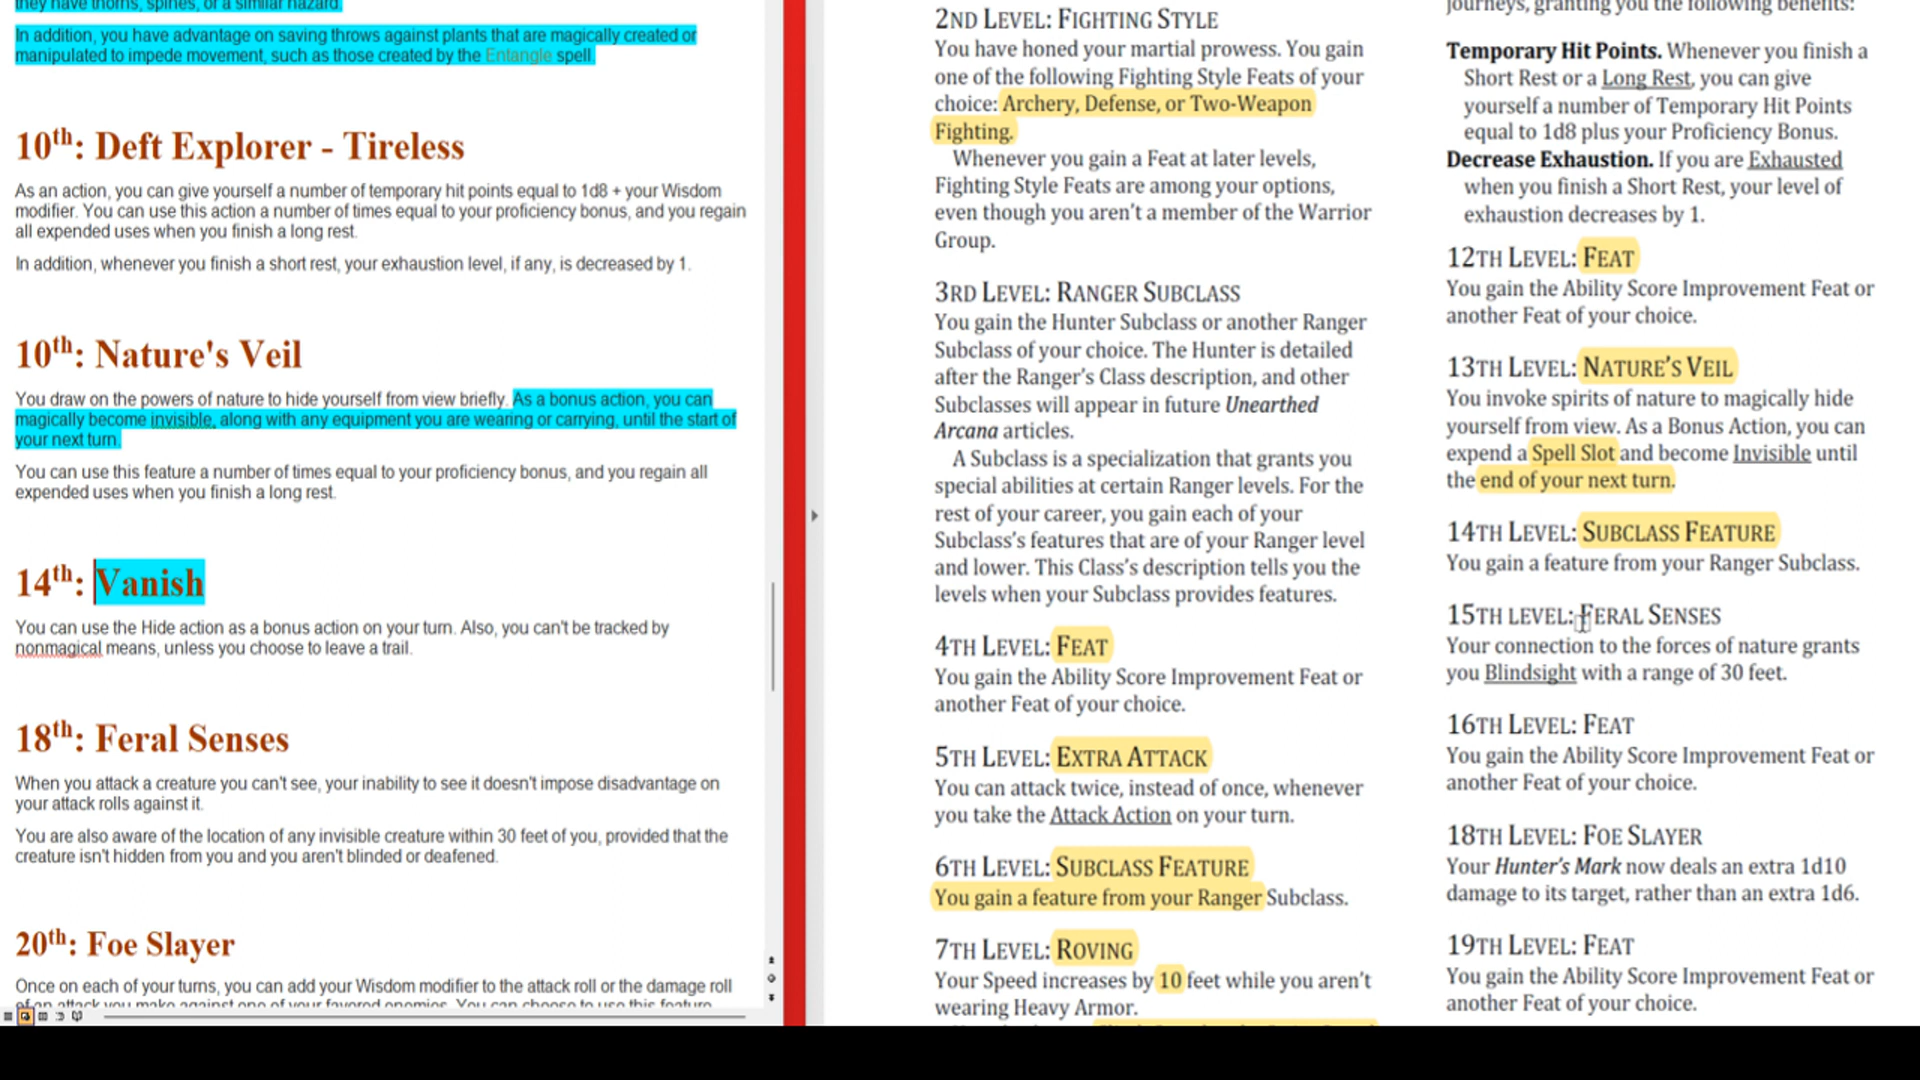 they have thorns, spines, or a similar hazard.
In addition, you have advantage on saving throws against plants that are magically created or
manipulated to impede movement, such as those created by the Entangle spell.
10th: Deft Explorer - Tireless
As an action, you can give yourself a number of temporary hit points equal to 1d8 + your Wisdom
modifier. You can use this action a number of times equal to your proficiency bonus, and you regain
all expended uses when you finish a long rest.
In addition, whenever you finish a short rest, your exhaustion level, if any, is decreased by 1.
10th: Nature's Veil
You draw on the powers of nature to hide yourself from view briefly. As a bonus action, you can
magically become invisible, along with any equipment you are wearing or carrying, until the start of
your next turn.
You can use this feature a number of times equal to your proficiency bonus, and you regain all
expended uses when you finish a long rest.
14th: Vanish
You can use the Hide action as a bonus action on your turn. Also, you can't be tracked by
nonmagical means, unless you choose to leave a trail.
18th: Feral Senses
When you attack a creature you can't see, your inability to see it doesn't impose disadvantage on
your attack rolls against it.
You are also aware of the location of any invisible creature within 30 feet of you, provided that the
creature isn't hidden from you and you aren't blinded or deafened.
20th: Foe Slayer
Once on each of your turns, you can add your Wisdom modifier to the attack roll or the damage roll
of an attack you make against one of your favored enemies. You can choose to use this feature
2ND LEVEL: FIGHTING STYLE
You have honed your martial prowess. You gain
one of the following Fighting Style Feats of your
choice: Archery, Defense, or Two-Weapon
Fighting.
Whenever you gain a Feat at later levels,
Fighting Style Feats are among your options,
even though you aren't a member of the Warrior
Group.
3RD LEVEL: RANGER SUBCLASS
You gain the Hunter Subclass or another Ranger
Subclass of your choice. The Hunter is detailed
after the Ranger's Class description, and other
Subclasses will appear in future Unearthed
Arcana articles.
A Subclass is a specialization that grants you
special abilities at certain Ranger levels. For the
rest of your career, you gain each of your
Subclass's features that are of your Ranger level
and lower. This Class's description tells you the
levels when your Subclass provides features.
4TH LEVEL: FEAT
You gain the Ability Score Improvement Feat or
another Feat of your choice.
5TH LEVEL: EXTRA ATTACK
You can attack twice, instead of once, whenever
you take the Attack Action on your turn.
6TH LEVEL: SUBCLASS FEATURE
You gain a feature from your Ranger Subclass.
7TH LEVEL: ROVING
Your Speed increases by 10 feet while you aren't
wearing Heavy Armor.
journeys, granting you the following benefits:
Temporary Hit Points. Whenever you finish a
Short Rest or a Long Rest, you can give
yourself a number of Temporary Hit Points
equal to 1d8 plus your Proficiency Bonus.
Decrease Exhaustion. If you are Exhausted
when you finish a Short Rest, your level of
exhaustion decreases by 1.
12TH LEVEL: FEAT
You gain the Ability Score Improvement Feat or
another Feat of your choice.
13TH LEVEL: NATURE'S VEIL
You invoke spirits of nature to magically hide
yourself from view. As a Bonus Action, you can
expend a Spell Slot and become Invisible until
the end of your next turn.
14TH LEVEL: SUBCLASS FEATURE
You gain a feature from your Ranger Subclass.
15TH LEVEL: FERAL SENSES
Your connection to the forces of nature grants
you Blindsight with a range of 30 feet.
16TH LEVEL: FEAT
You gain the Ability Score Improvement Feat or
another Feat of your choice.
18TH LEVEL: FOE SLAYER
Your Hunter's Mark now deals an extra 1d10
damage to its target, rather than an extra 1d6.
19TH LEVEL: FEAT
You gain the Ability Score Improvement Feat or
another Feat of your choice.